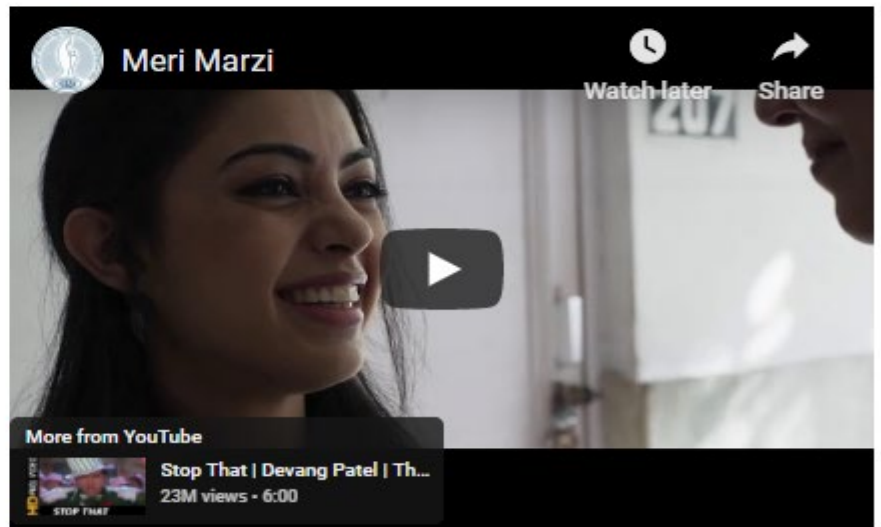 Meri Marzi
Watch later
Share
207
More from YouTube
Stop That | Devang Patel | Th...
23M views • 6:00
STOP THAT